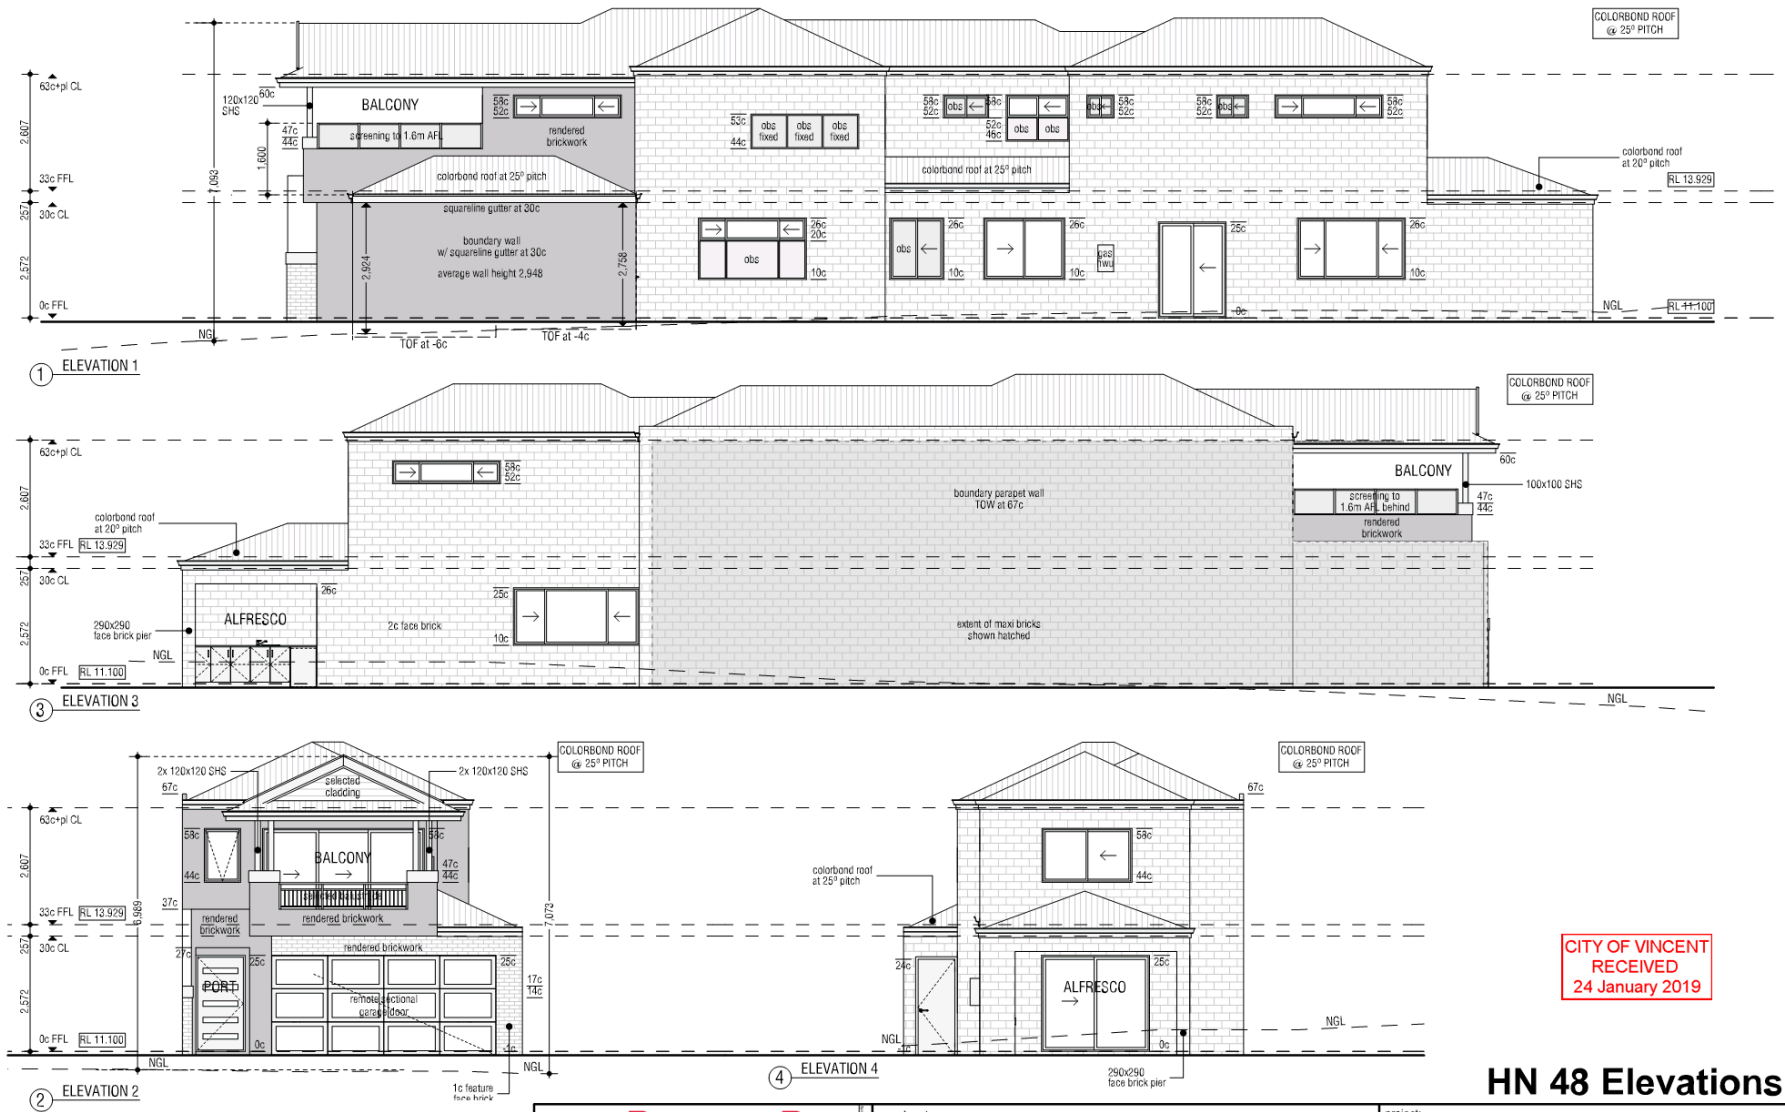 COLORBOND ROOF
@ 25º PITCH
63c+pl CL
120x120
SHS
60c
BALCONY
58c
52c
rendered
brickwork
47c
44c
screening to 1.6m AFL
2,607
1,600
7,093
33c FFL
257
30c CL
2,572
0c FFL
colorbond roof at 25º pitch
squareline gutter at 30c
boundary wall
w/ squareline gutter at 30c
average wall height 2,948
2,924
2,758
53c
44c
obs
fixed
obs
fixed
obs
fixed
58c
52c
obs
58c
52c
46c
obs
obs
obs
58c
52c
58c
52c
obs
58c
52c
colorbond roof at 25º pitch
colorbond roof
at 20º pitch
RL 13.929
26c
20c
obs
10c
obs
26c
10c
26c
10c
gas
hwu
25c
0c
26c
10c
NGL
RL 11.100
NGL
TOF at -6c
TOF at -4c
1
ELEVATION 1
COLORBOND ROOF
@ 25º PITCH
63c+pl CL
2,607
58c
52c
boundary parapet wall
TOW at 67c
BALCONY
60c
100x100 SHS
screening to
1.6m AFL behind
47c
44c
rendered
brickwork
colorbond roof
at 20º pitch
33c FFL
RL 13.929
257
30c CL
26c
25c
10c
ALFRESCO
290x290
face brick pier
2c face brick
extent of maxi bricks
shown hatched
2,572
NGL
0c FFL
RL 11.100
NGL
3
ELEVATION 3
COLORBOND ROOF
@ 25º PITCH
2x 120x120 SHS
2x 120x120 SHS
selected
cladding
67c
63c+pl CL
58c
58c
BALCONY
2,607
44c
47c
44c
37c
33c FFL
RL 13.929
6,989
7,073
rendered
brickwork
rendered brickwork
257
30c CL
27c
rendered brickwork
25c
25c
PORT
17c
14c
remote sectional
garage door
2,572
0c FFL
RL 11.100
0c
-1c
NGL
NGL
1c feature
face brick
2
ELEVATION 2
COLORBOND ROOF
@ 25º PITCH
67c
58c
44c
colorbond roof
at 25º pitch
24c
25c
ALFRESCO
NGL
NGL
-1c
0c
290x290
face brick pier
4
ELEVATION 4
CITY OF VINCENT
RECEIVED
24 January 2019
HN 48 Elevations